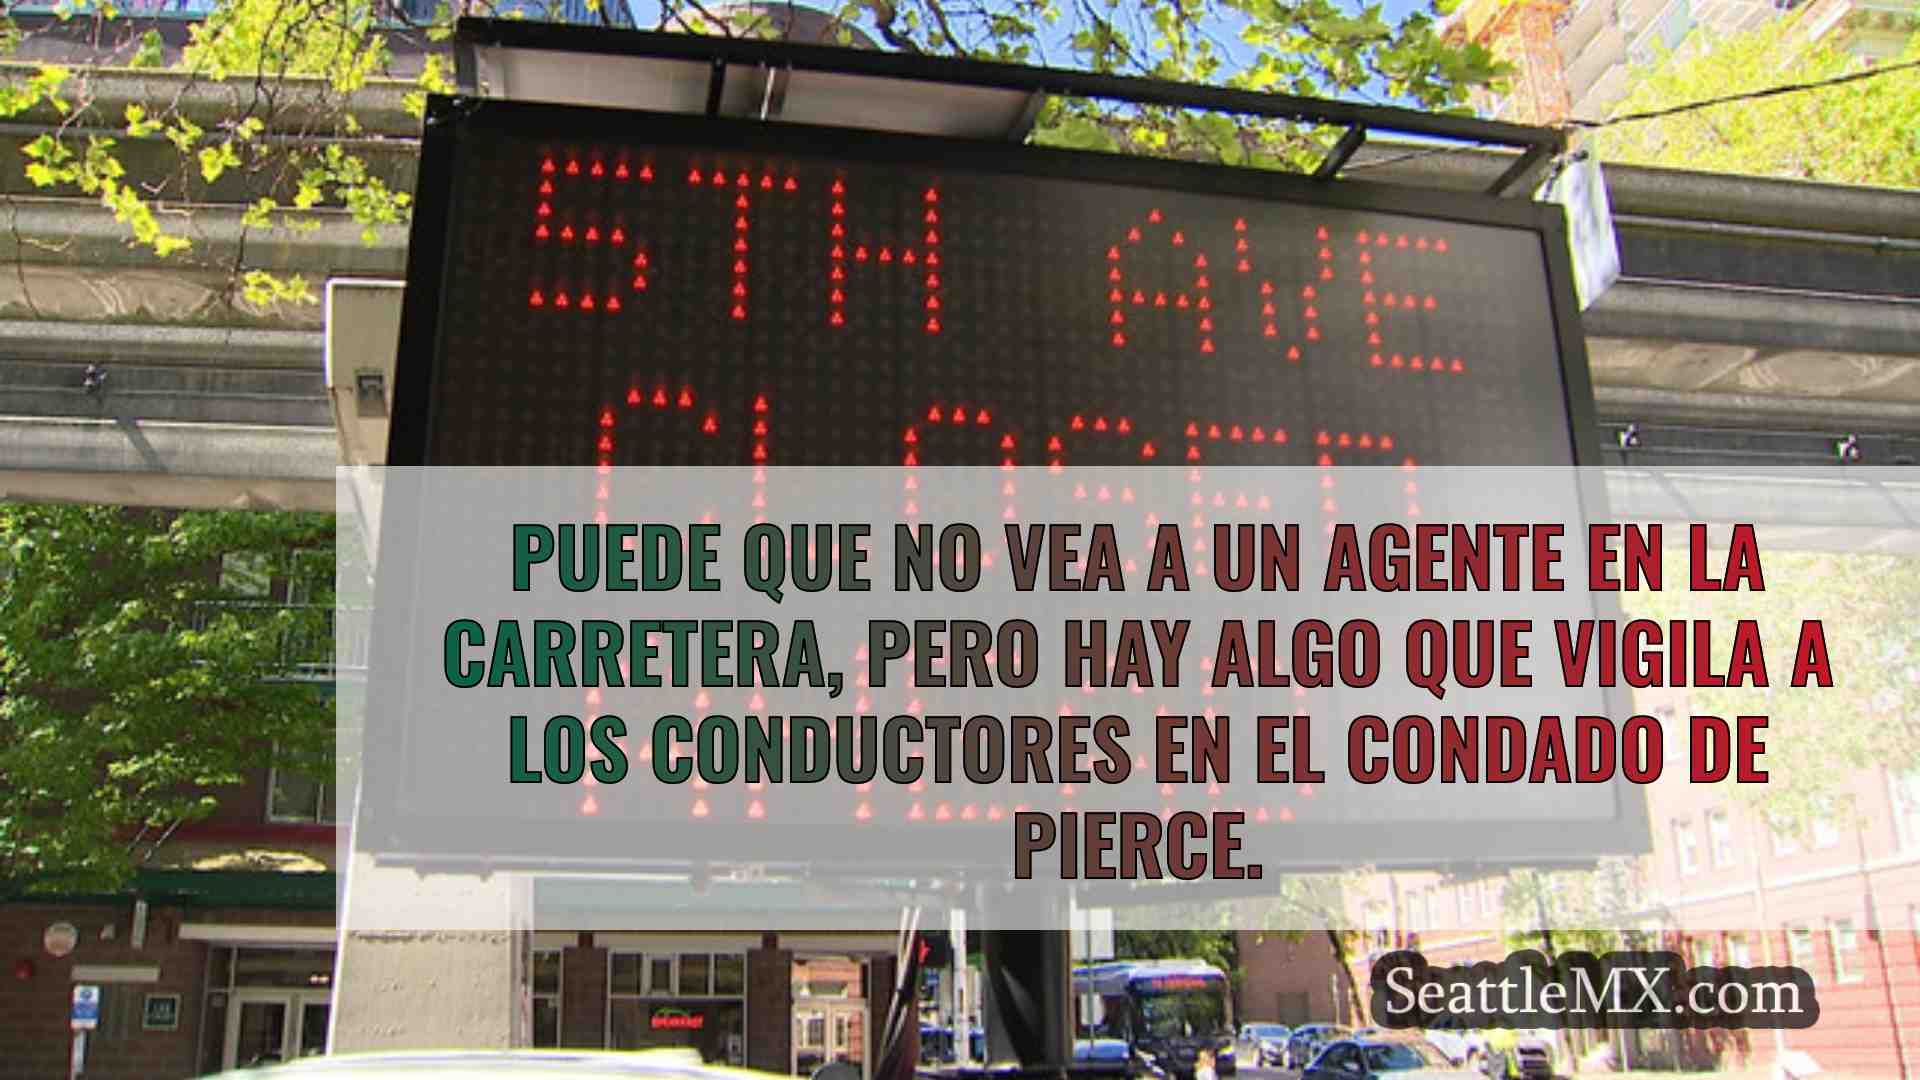 5TH AVE
CLOSED
PUEDE QUE NO VEA A UN AGENTE EN LA
CARRETERA, PERO HAY ALGO QUE VIGILA A
LOS CONDUCTORES EN EL CONDADO DE
PIERCE.
SeattleMX.com